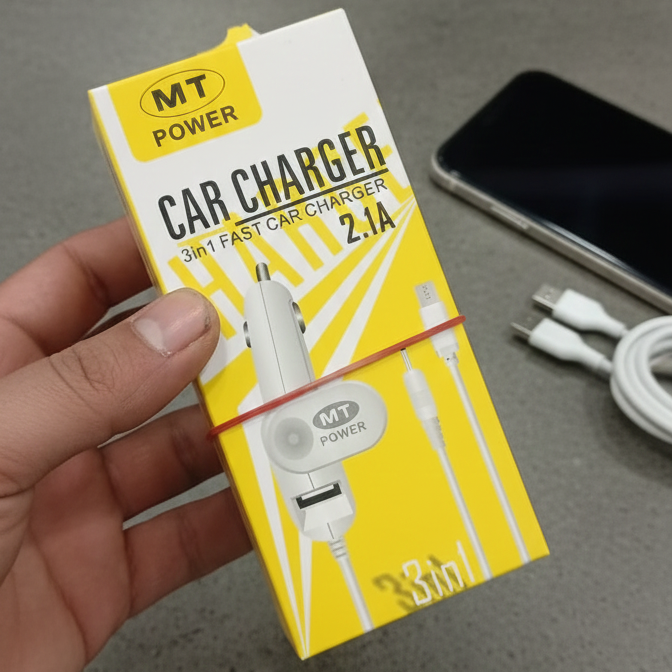 MT
POWER
CAR CHARGER
3in1 FAST CAR CHARGER
2.1A
MT
POWER
3in1